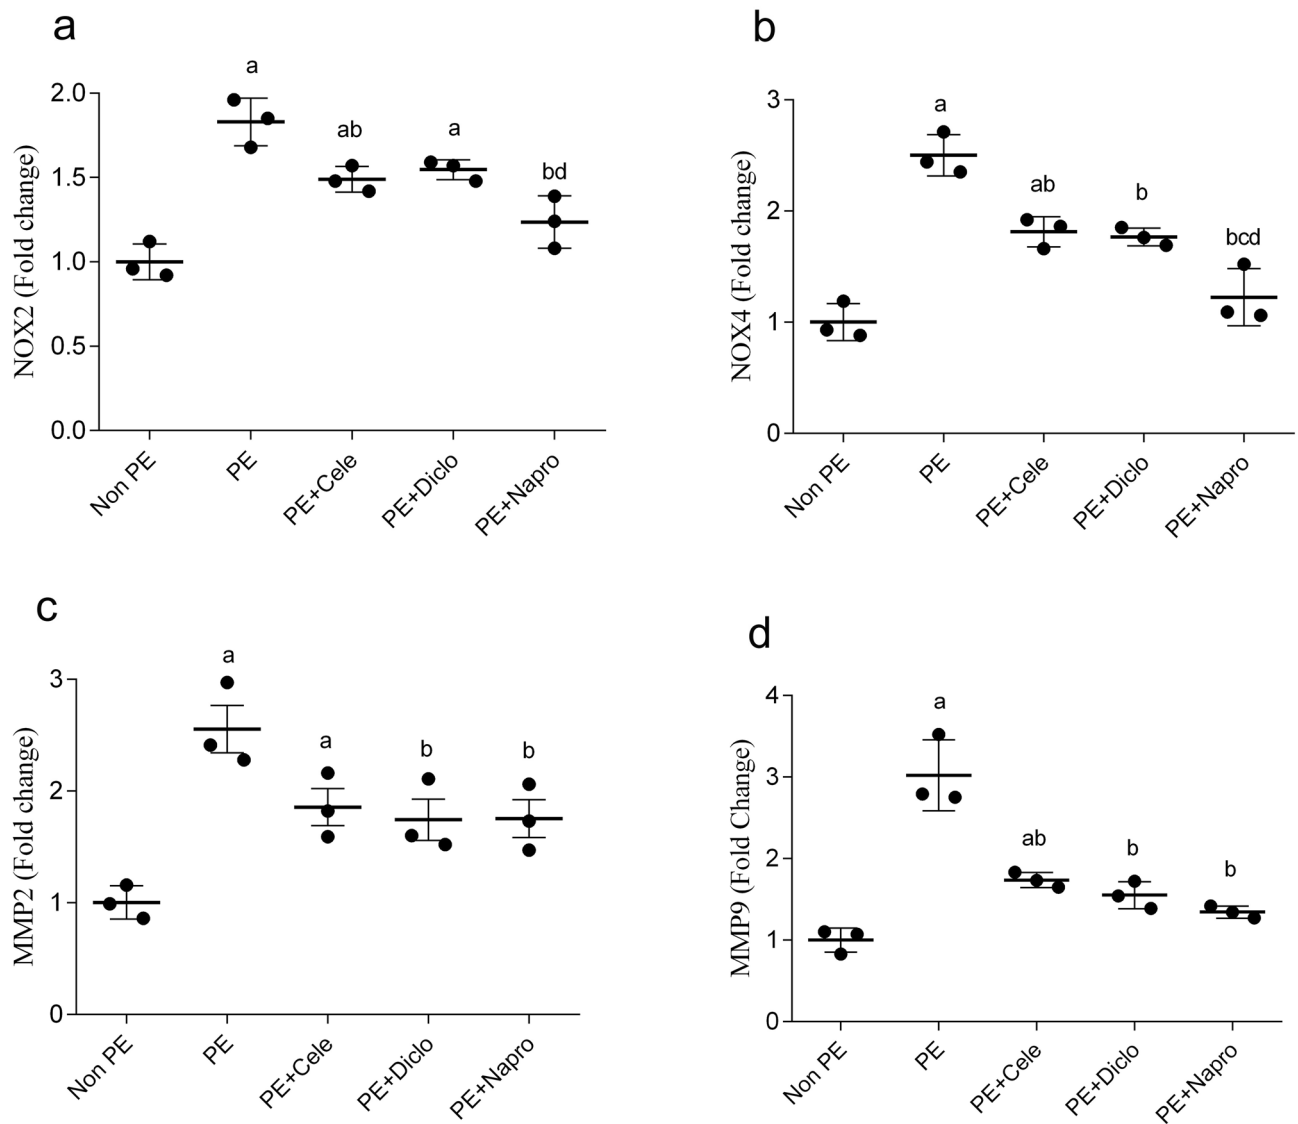 a
NOX2 (Fold change)
2.0
1.5
1.0
0.5
0.0
a
ab
a
bd
Non PE
PE
PE+Cele
PE+Diclo
PE+Napro
b
NOX4 (Fold change)
3
2
1
0
a
ab
b
bcd
Non PE
PE
PE+Cele
PE+Diclo
PE+Napro
c
MMP2 (Fold change)
3
2
1
0
a
a
b
b
Non PE
PE
PE+Cele
PE+Diclo
PE+Napro
d
MMP9 (Fold Change)
4
3
2
1
0
a
ab
b
b
Non PE
PE
PE+Cele
PE+Diclo
PE+Napro